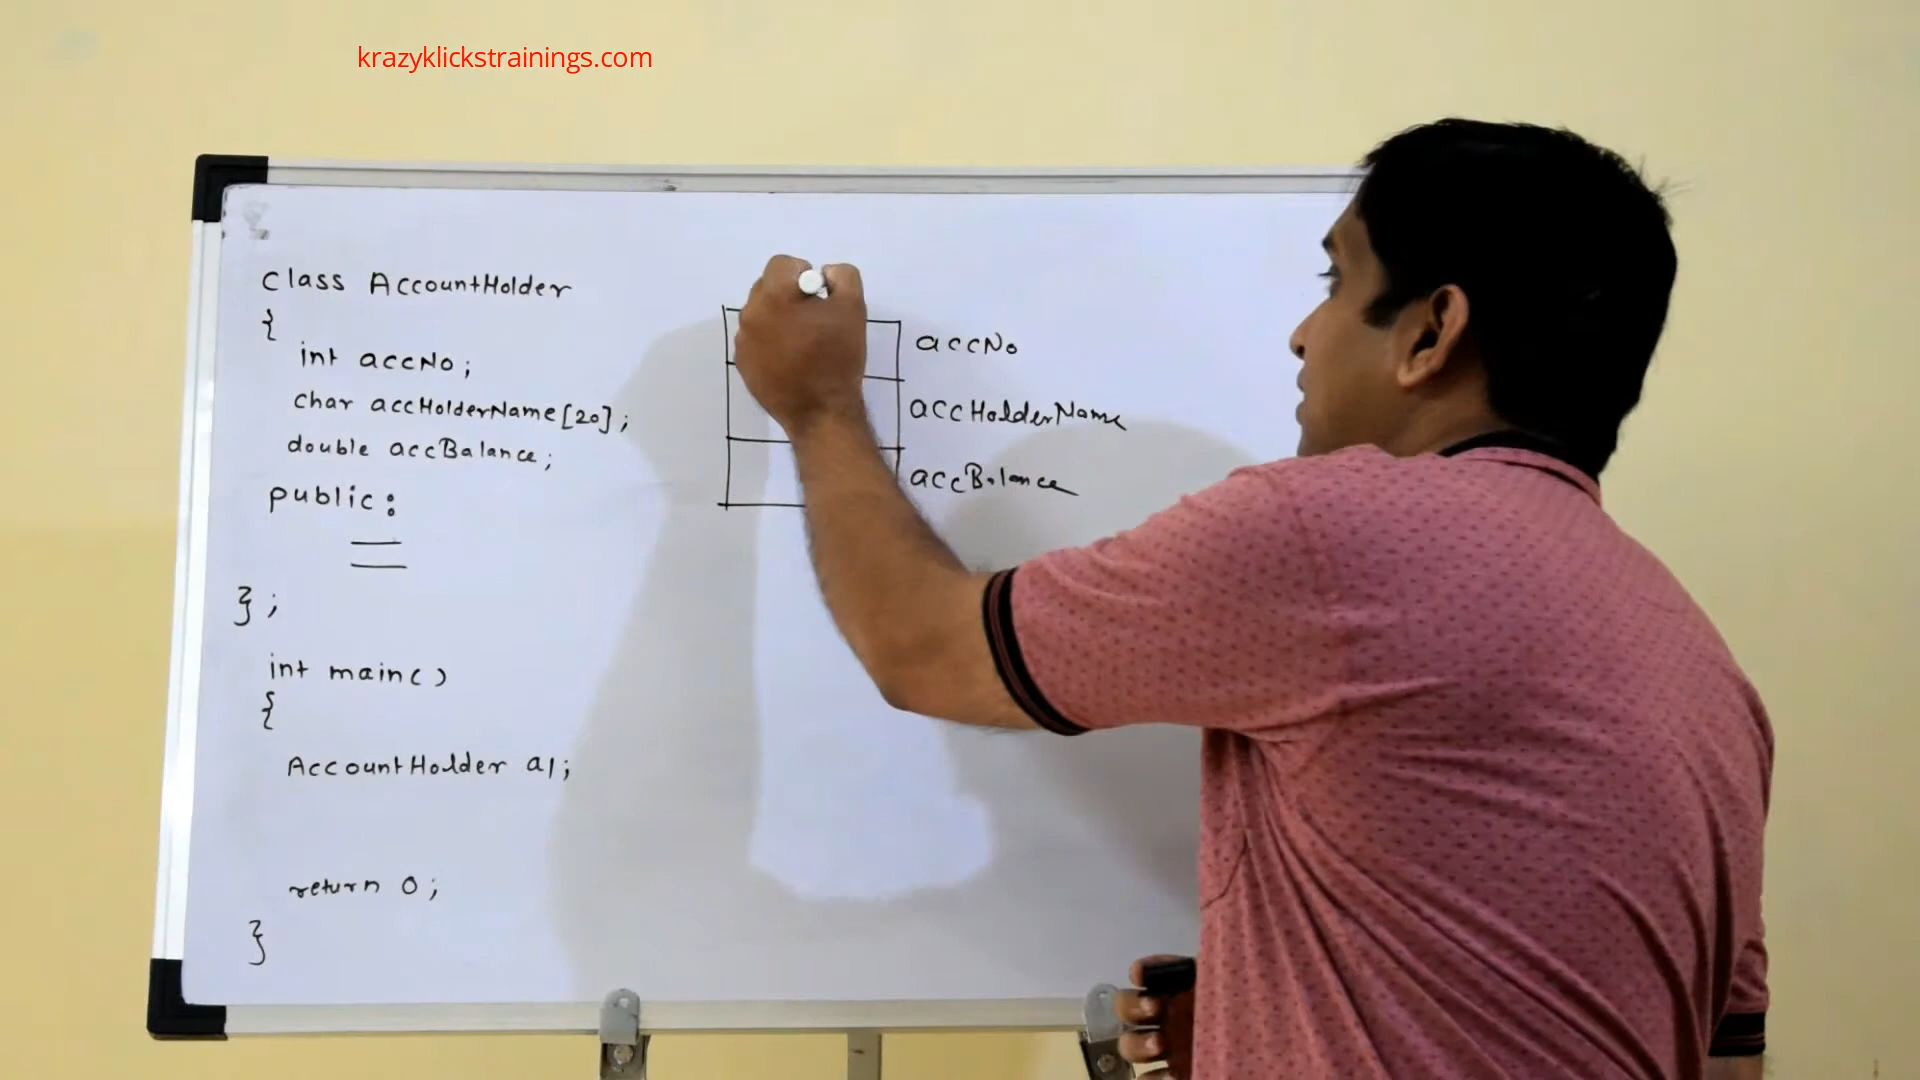 krazyklickstrainings.com
class AccountHolder
{
int accNo;
char accHolderName[20];
double accBalance;
public:
};
int main()
{
AccountHolder a1;
return 0;
}
accNo
accHolderName
accBalance